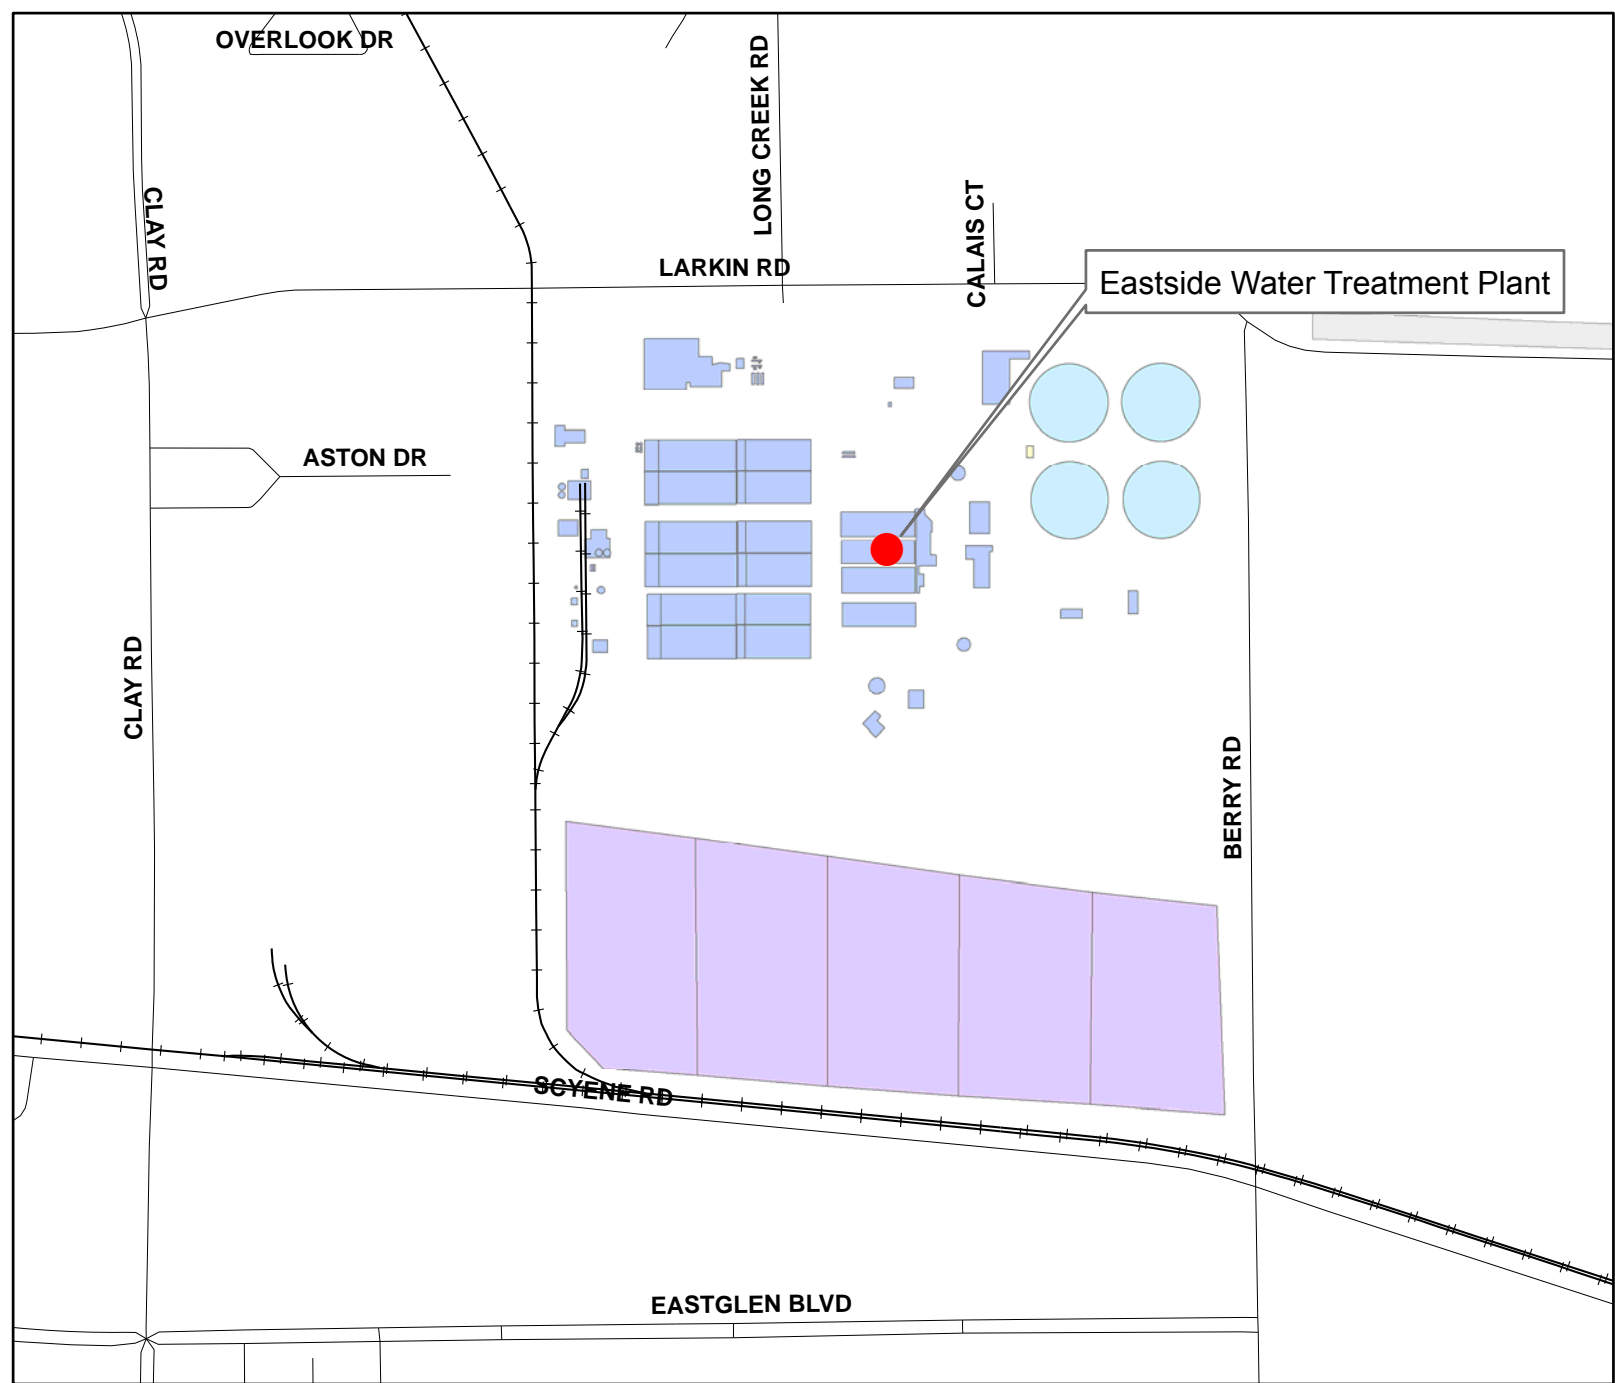 OVERLOOK DR
LONG CREEK RD
CLAY RD
CALAIS CT
LARKIN RD
Eastside Water Treatment Plant
ASTON DR
CLAY RD
BERRY RD
SCYENE RD
EASTGLEN BLVD